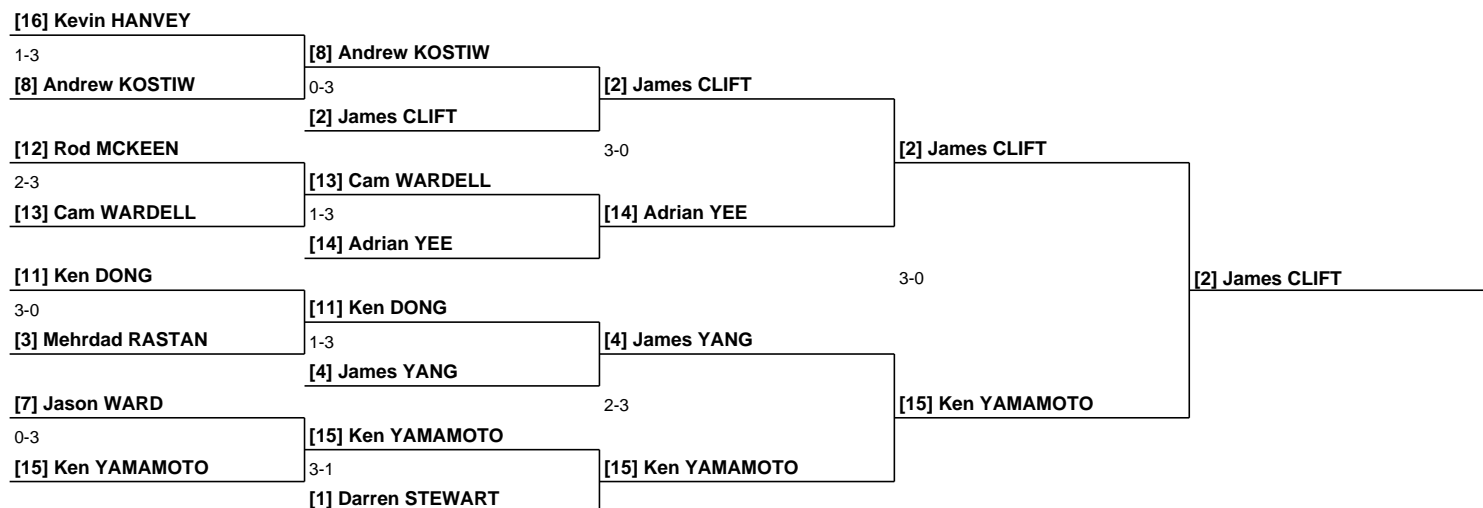 [16] Kevin HANVEY
1-3
[8] Andrew KOSTIW
[8] Andrew KOSTIW
0-3
[2] James CLIFT
[2] James CLIFT
[12] Rod MCKEEN
2-3
[13] Cam WARDELL
[13] Cam WARDELL
1-3
[14] Adrian YEE
3-0
[14] Adrian YEE
[2] James CLIFT
[11] Ken DONG
3-0
[3] Mehrdad RASTAN
[11] Ken DONG
1-3
[4] James YANG
[4] James YANG
[7] Jason WARD
0-3
[15] Ken YAMAMOTO
[15] Ken YAMAMOTO
3-1
[1] Darren STEWART
2-3
[15] Ken YAMAMOTO
[15] Ken YAMAMOTO
3-0
[2] James CLIFT